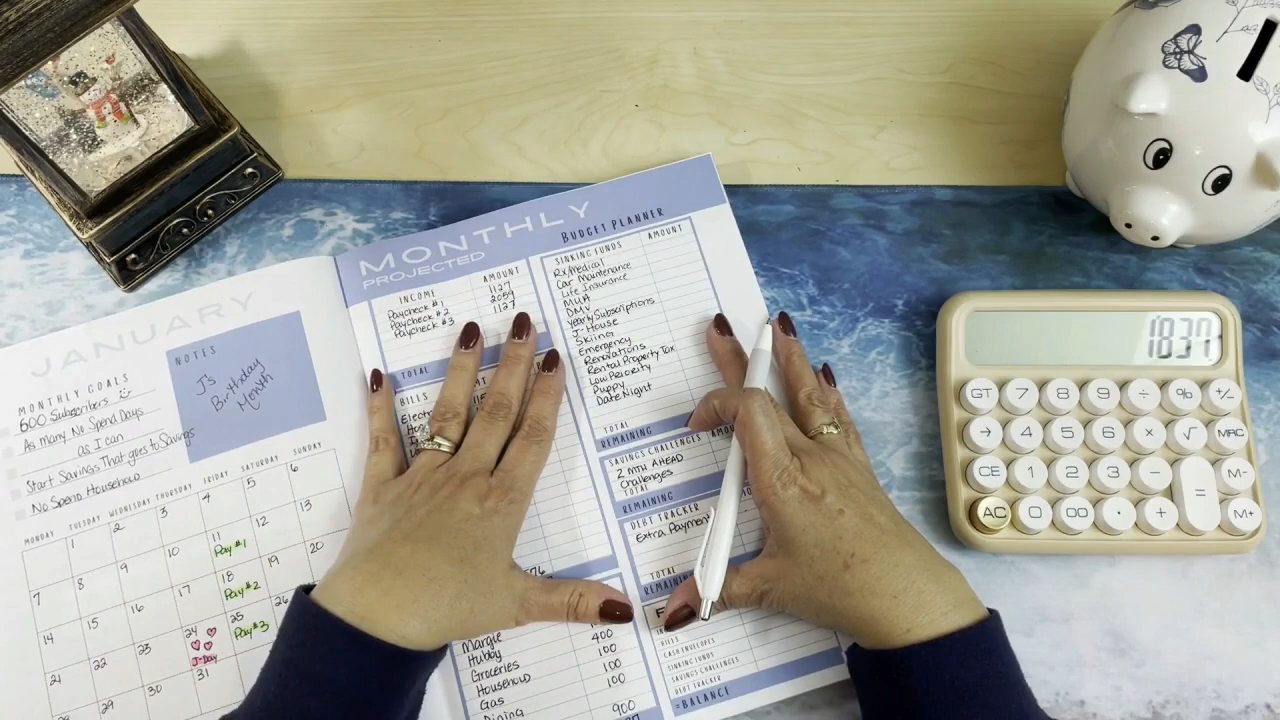 JANUARY
MONTHLY GOALS
600 Subscribers
As Many No Spend Days
as I can
Start Savings That goes to Savings
No Spend Household
NOTES
J's
Birthday
Month
MONDAY TUESDAY WEDNESDAY THURSDAY FRIDAY SATURDAY SUNDAY
1 2 3 4 5 6
7 8 9 10 11 12 13
Pay #1
14 15 16 17 18 19 20
Pay #2
21 22 23 24 25 26
J-Day Pay #3
29 30 31
MONTHLY
PROJECTED
BUDGET PLANNER
INCOME AMOUNT
Paycheck #1 1127
Paycheck #2 2059
Paycheck #3 1127
TOTAL
BILLS
Margie
Hubby 400
Groceries 100
Household 100
Gas 100
Dining 900
SINKING FUNDS AMOUNT
Rx/Medical
Car Maintenance
Life Insurance
DMV
Yearly Subscriptions
J-House
Skiing
Emergency
Renovations
Rental Property Tax
Low Priority
Puppy
Date Night
TOTAL
REMAINING
SAVINGS CHALLENGES
2 Mth AHEAD
Challenges
TOTAL
REMAINING
DEBT TRACKER
Extra Payment
TOTAL
BILLS
CASH ENVELOPES
SINKING FUNDS
SAVINGS CHALLENGES
DEBT TRACKER
=BALANCE
1837
GT 7 8 9 ÷ % +/-
→ 4 5 6 × √ MRC
CE 1 2 3 − M-
AC 0 00 · + = M+